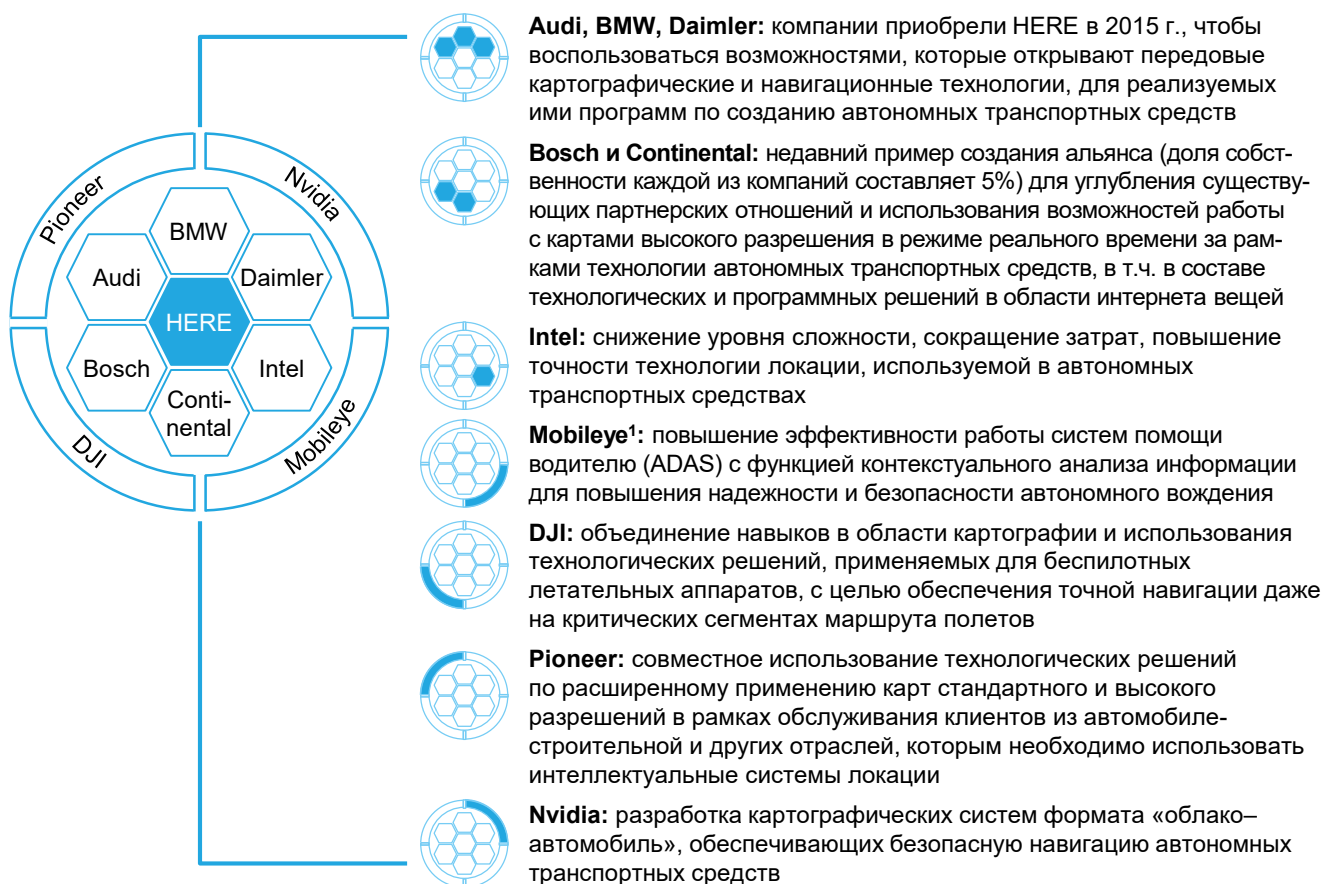 Pioneer
Nvidia
BMW
Audi
Daimler
HERE
Bosch
Intel
Conti-
nental
DJI
Mobileye
Audi, BMW, Daimler: компании приобрели HERE в 2015 г., чтобы
воспользоваться возможностями, которые открывают передовые
картографические и навигационные технологии, для реализуемых
ими программ по созданию автономных транспортных средств
Bosch и Continental: недавний пример создания альянса (доля собст-
венности каждой из компаний составляет 5%) для углубления существу-
ющих партнерских отношений и использования возможностей работы
с картами высокого разрешения в режиме реального времени за рам-
ками технологии автономных транспортных средств, в т.ч. в составе
технологических и программных решений в области интернета вещей
Intel: снижение уровня сложности, сокращение затрат, повышение
точности технологии локации, используемой в автономных
транспортных средствах
Mobileye¹: повышение эффективности работы систем помощи
водителю (ADAS) с функцией контекстуального анализа информации
для повышения надежности и безопасности автономного вождения
DJI: объединение навыков в области картографии и использования
технологических решений, применяемых для беспилотных
летательных аппаратов, с целью обеспечения точной навигации даже
на критических сегментах маршрута полетов
Pioneer: совместное использование технологических решений
по расширенному применению карт стандартного и высокого
разрешений в рамках обслуживания клиентов из автомобиле-
строительной и других отраслей, которым необходимо использовать
интеллектуальные системы локации
Nvidia: разработка картографических систем формата «облако–
автомобиль», обеспечивающих безопасную навигацию автономных
транспортных средств